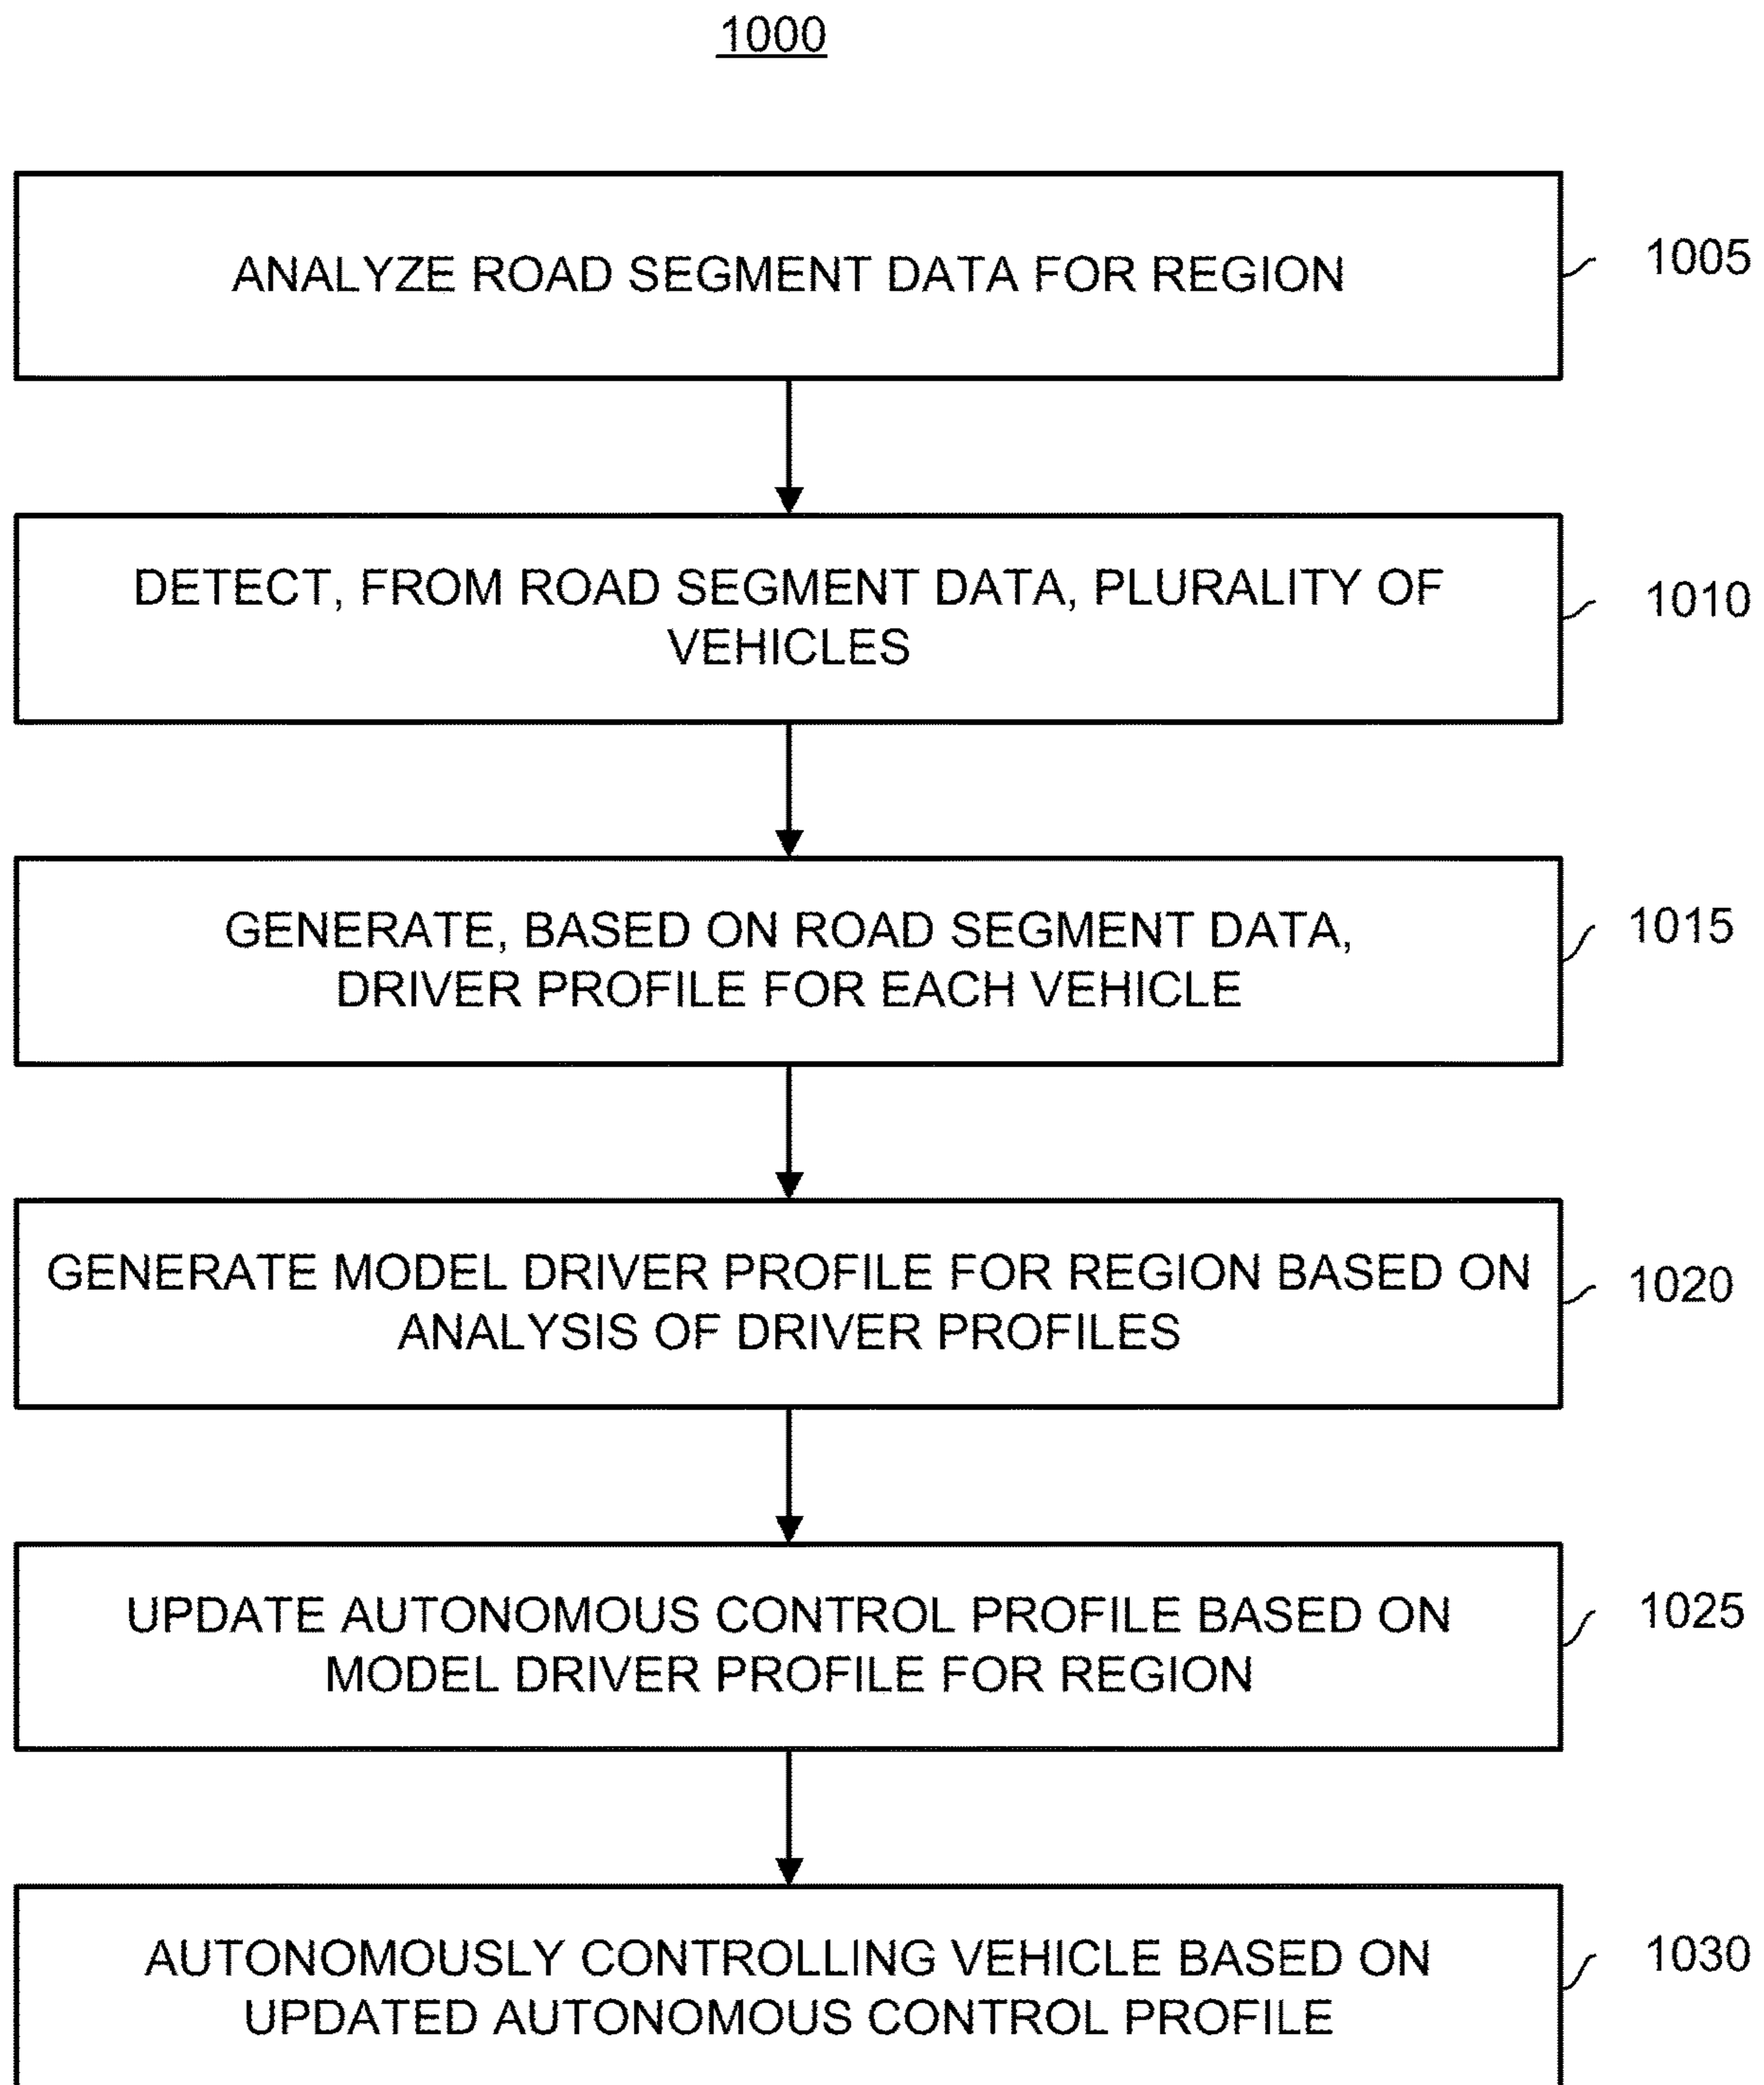 1000
ANALYZE ROAD SEGMENT DATA FOR REGION
1005
DETECT, FROM ROAD SEGMENT DATA, PLURALITY OF
VEHICLES
1010
GENERATE, BASED ON ROAD SEGMENT DATA,
DRIVER PROFILE FOR EACH VEHICLE
1015
GENERATE MODEL DRIVER PROFILE FOR REGION BASED ON
ANALYSIS OF DRIVER PROFILES
1020
UPDATE AUTONOMOUS CONTROL PROFILE BASED ON
MODEL DRIVER PROFILE FOR REGION
1025
AUTONOMOUSLY CONTROLLING VEHICLE BASED ON
UPDATED AUTONOMOUS CONTROL PROFILE
1030